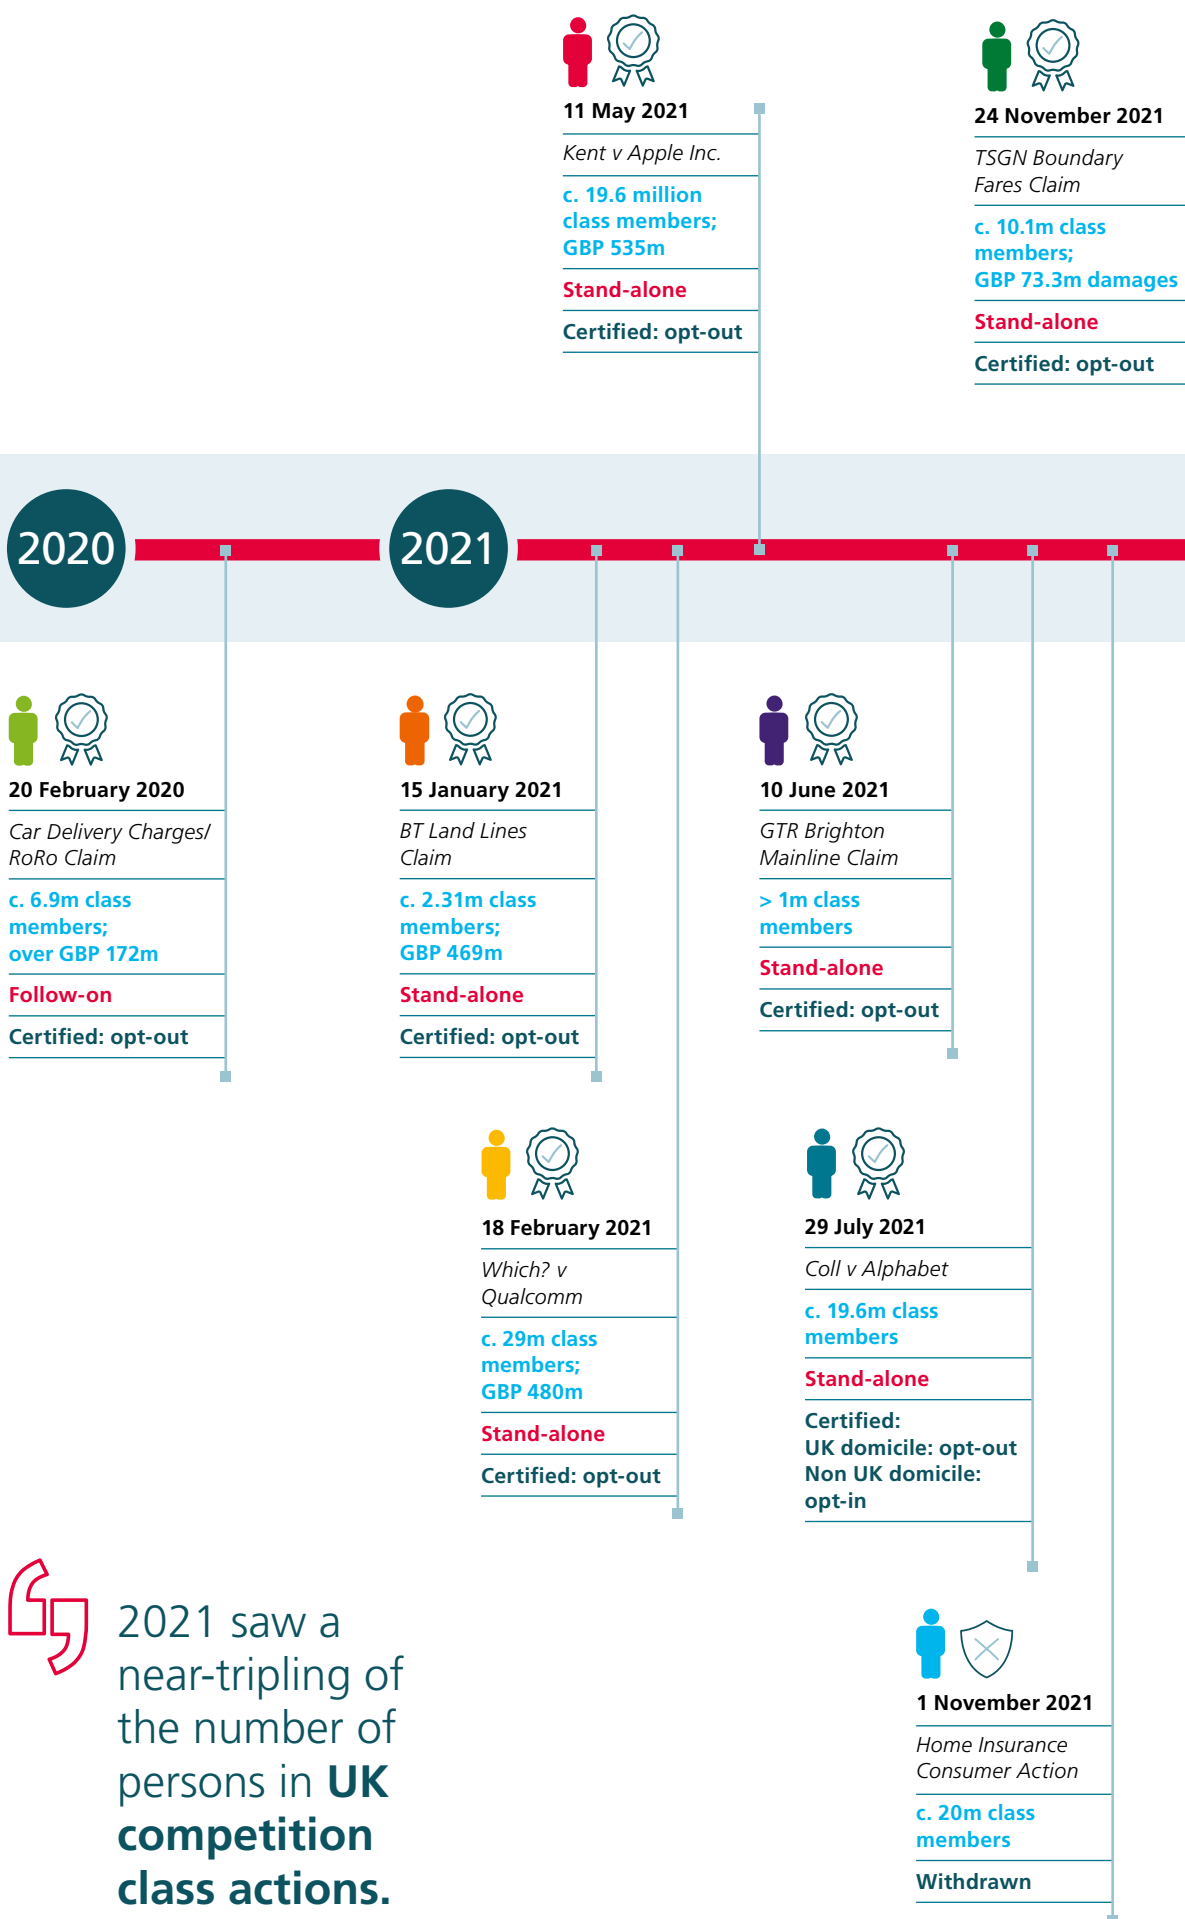 11 May 2021
Kent v Apple Inc.
c. 19.6 million
class members;
GBP 535m
Stand-alone
Certified: opt-out
24 November 2021
TSGN Boundary
Fares Claim
c. 10.1m class
members;
GBP 73.3m damages
Stand-alone
Certified: opt-out
2020
2021
20 February 2020
Car Delivery Charges/
RoRo Claim
c. 6.9m class
members;
over GBP 172m
Follow-on
Certified: opt-out
15 January 2021
BT Land Lines
Claim
c. 2.31m class
members;
GBP 469m
Stand-alone
Certified: opt-out
10 June 2021
GTR Brighton
Mainline Claim
> 1m class
members
Stand-alone
Certified: opt-out
18 February 2021
Which? v
Qualcomm
c. 29m class
members;
GBP 480m
Stand-alone
Certified: opt-out
29 July 2021
Coll v Alphabet
c. 19.6m class
members
Stand-alone
Certified:
UK domicile: opt-out
Non UK domicile:
opt-in
1 November 2021
Home Insurance
Consumer Action
c. 20m class
members
Withdrawn
2021 saw a
near-tripling of
the number of
persons in UK
competition
class actions.